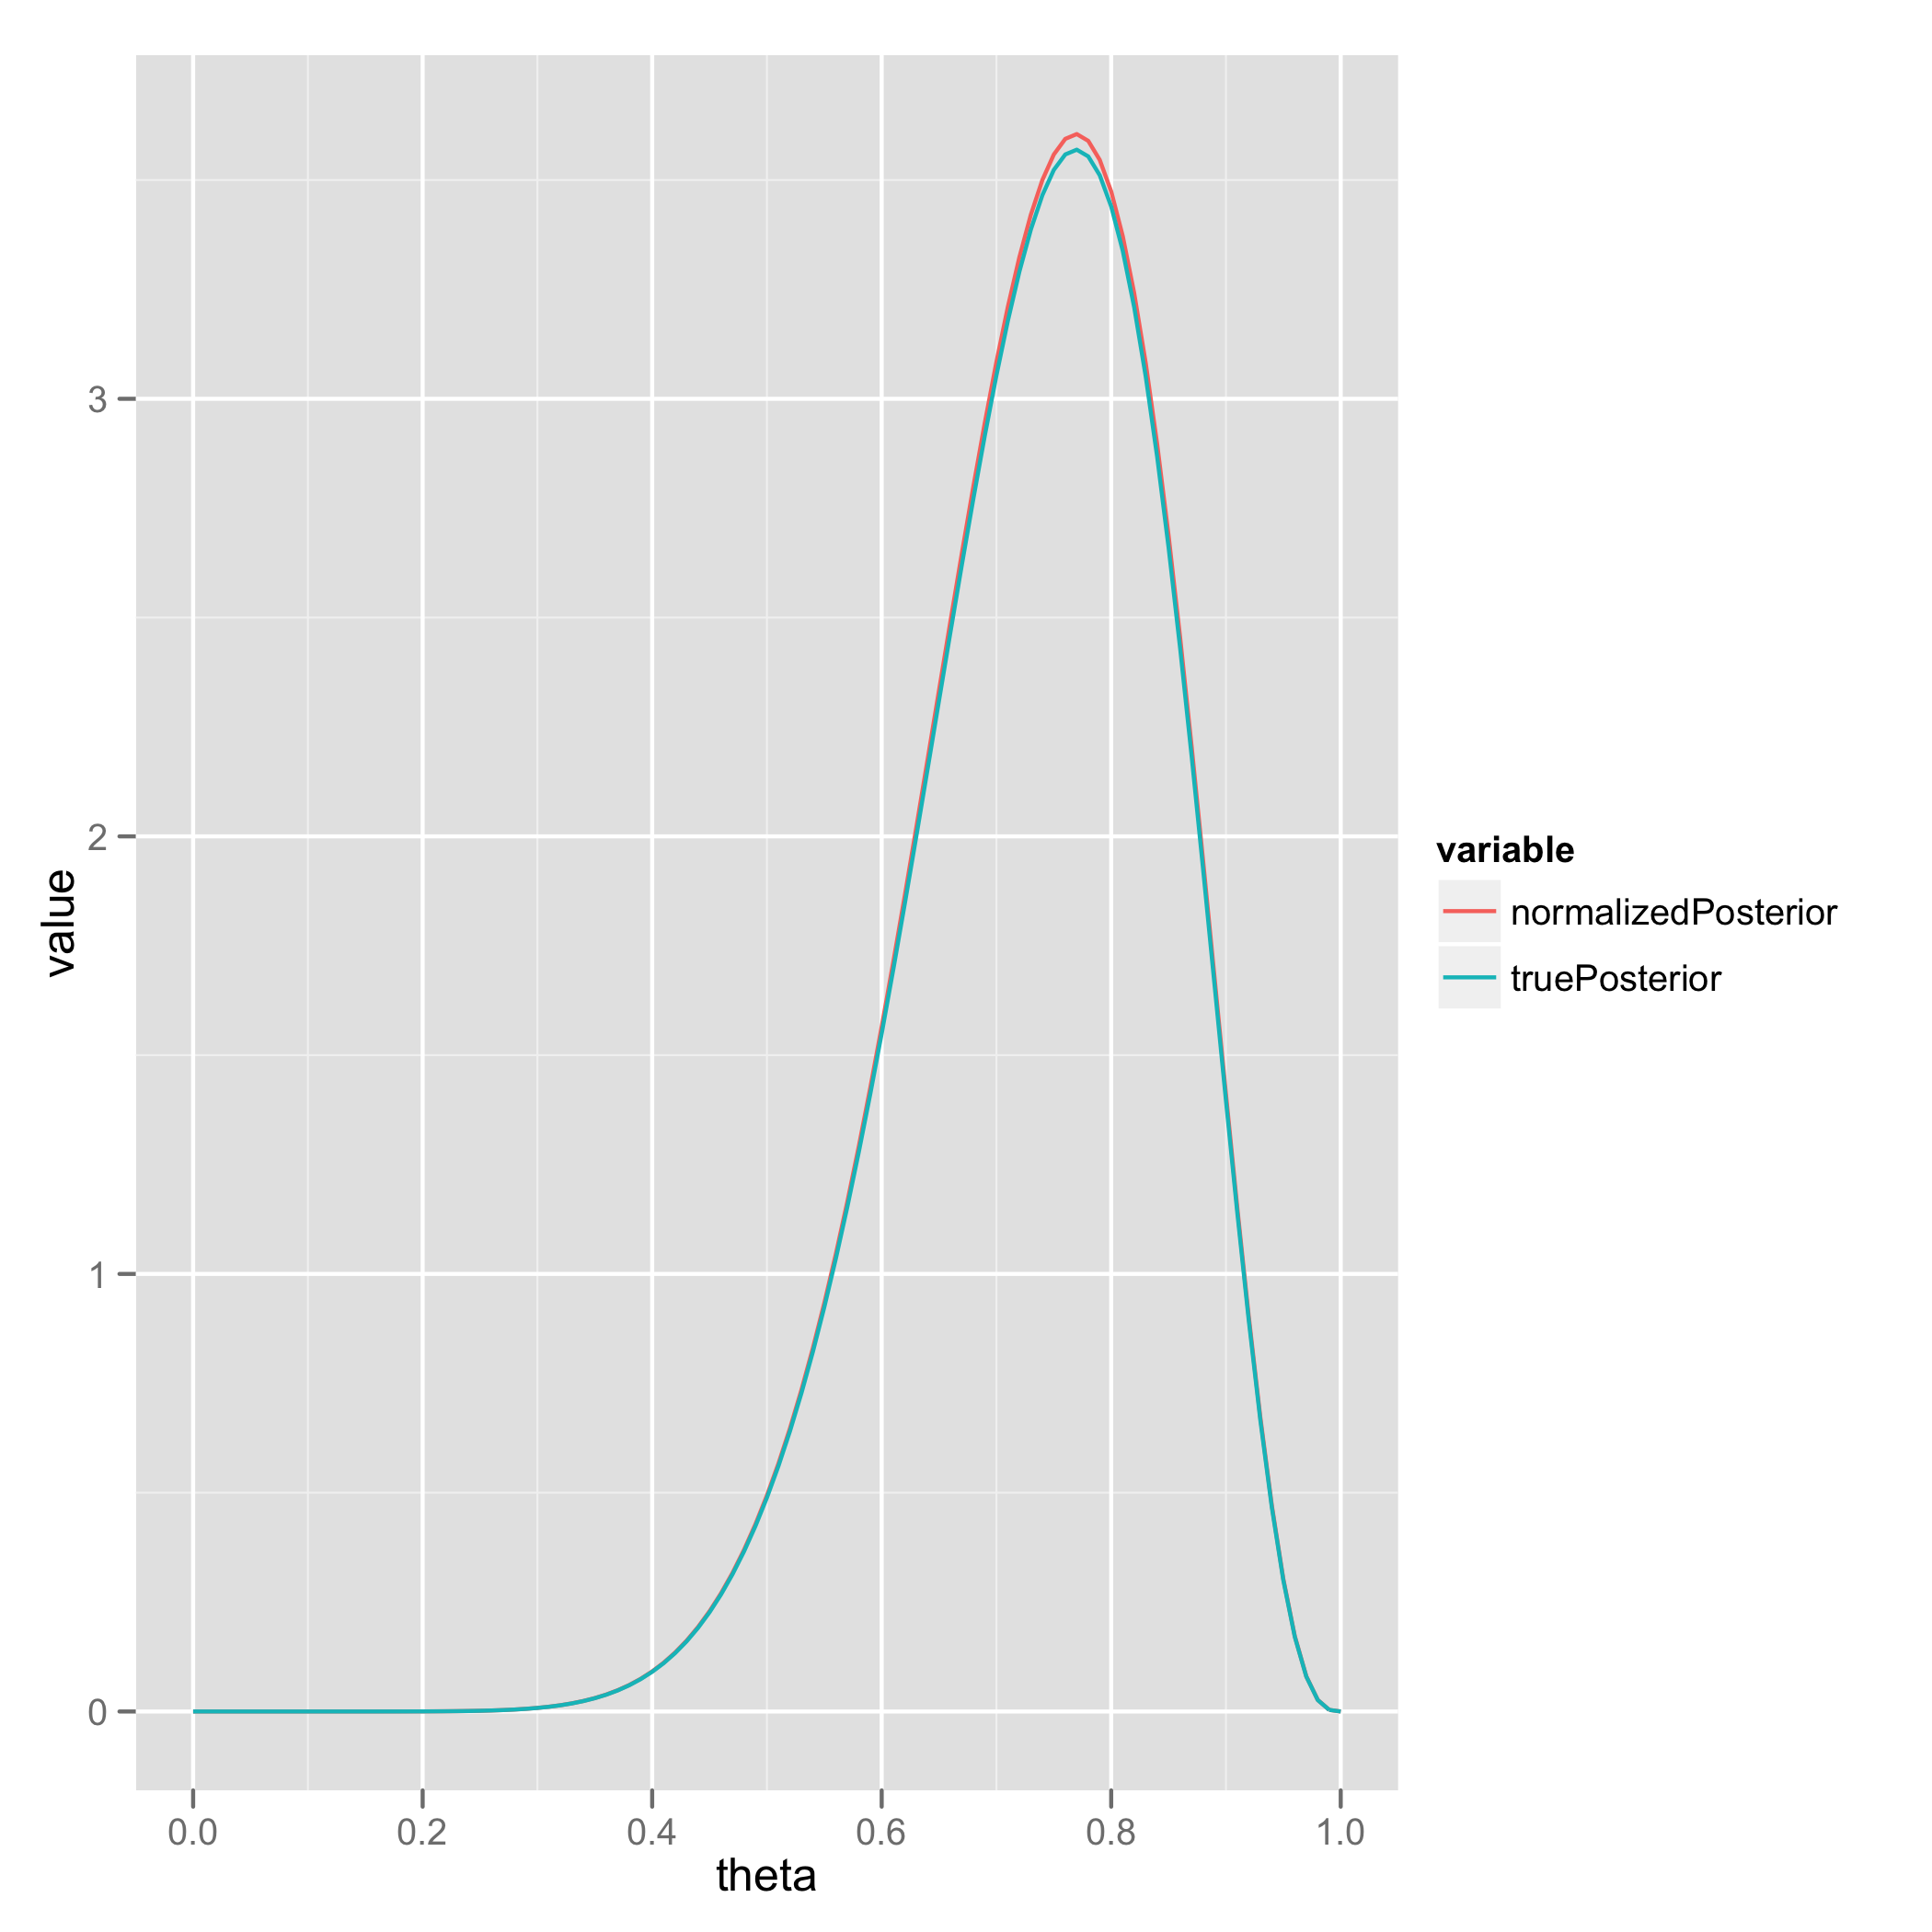 3
2
1
0
value
0.0 0.2 0.4 0.6 0.8 1.0
theta
variable
normalizedPosterior
truePosterior